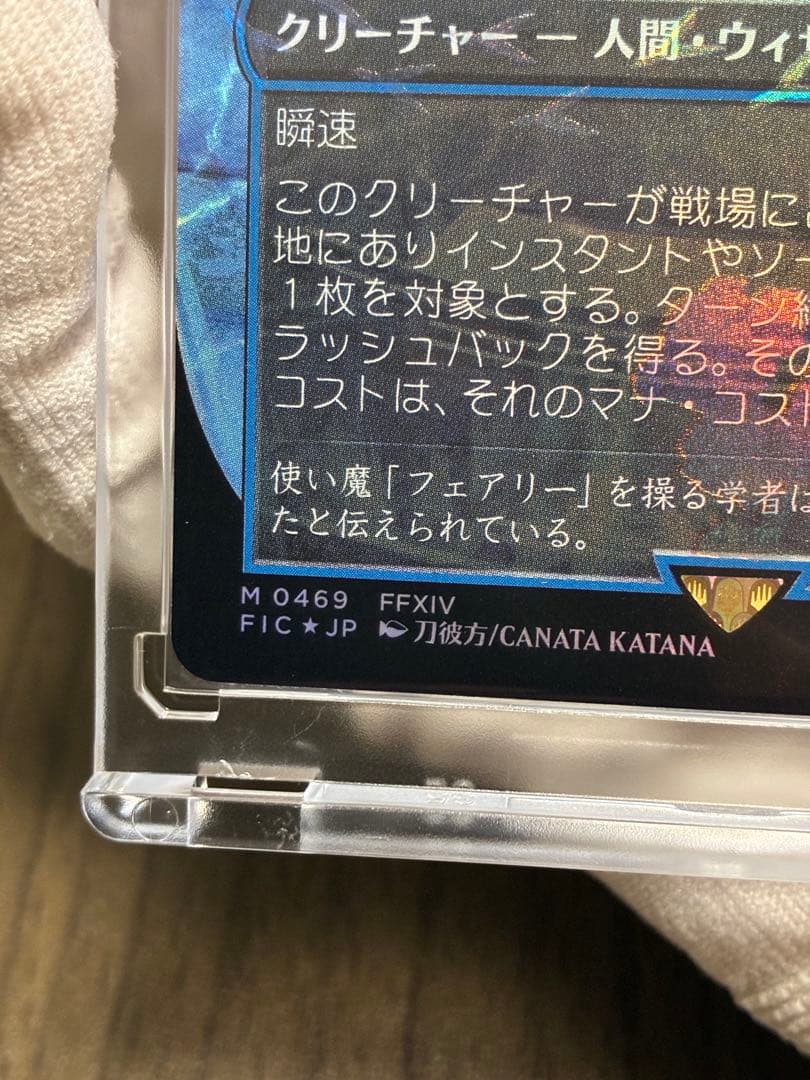 クリーチャー — 人間・ウィザ
瞬速
このクリーチャーが戦場に
地にありインスタントやソー
1枚を対象とする。ターン終
ラッシュバックを得る。その
コストは、それのマナ・コスト
使い魔「フェアリー」を操る学者は
たと伝えられている。
M 0469 FFXIV
FIC★JP 刀彼方/CANATA KATANA